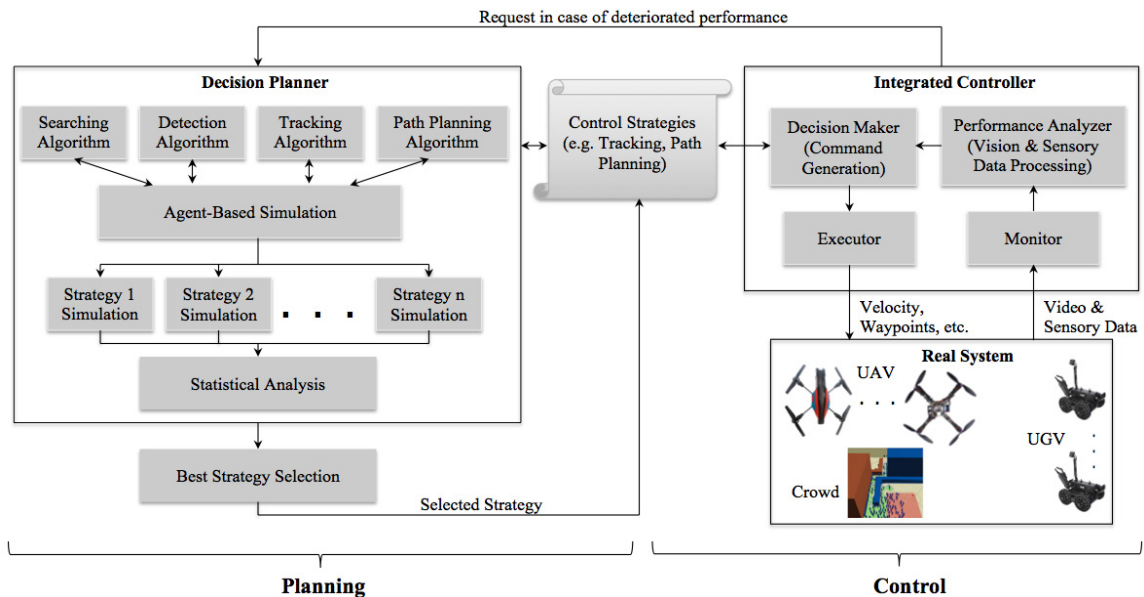 Request in case of deteriorated performance
Decision Planner
Searching
Algorithm
Detection
Algorithm
Tracking
Algorithm
Path Planning
Algorithm
Agent-Based Simulation
Strategy 1
Simulation
Strategy 2
Simulation
. . . .
Strategy n
Simulation
Statistical Analysis
Best Strategy Selection
Selected Strategy
Control Strategies
(e.g. Tracking, Path
Planning)
Integrated Controller
Decision Maker
(Command
Generation)
Performance Analyzer
(Vision & Sensory
Data Processing)
Executor
Monitor
Velocity,
Waypoints, etc.
Video &
Sensory Data
Real System
UAV
. . .
UGV
Crowd
Planning
Control